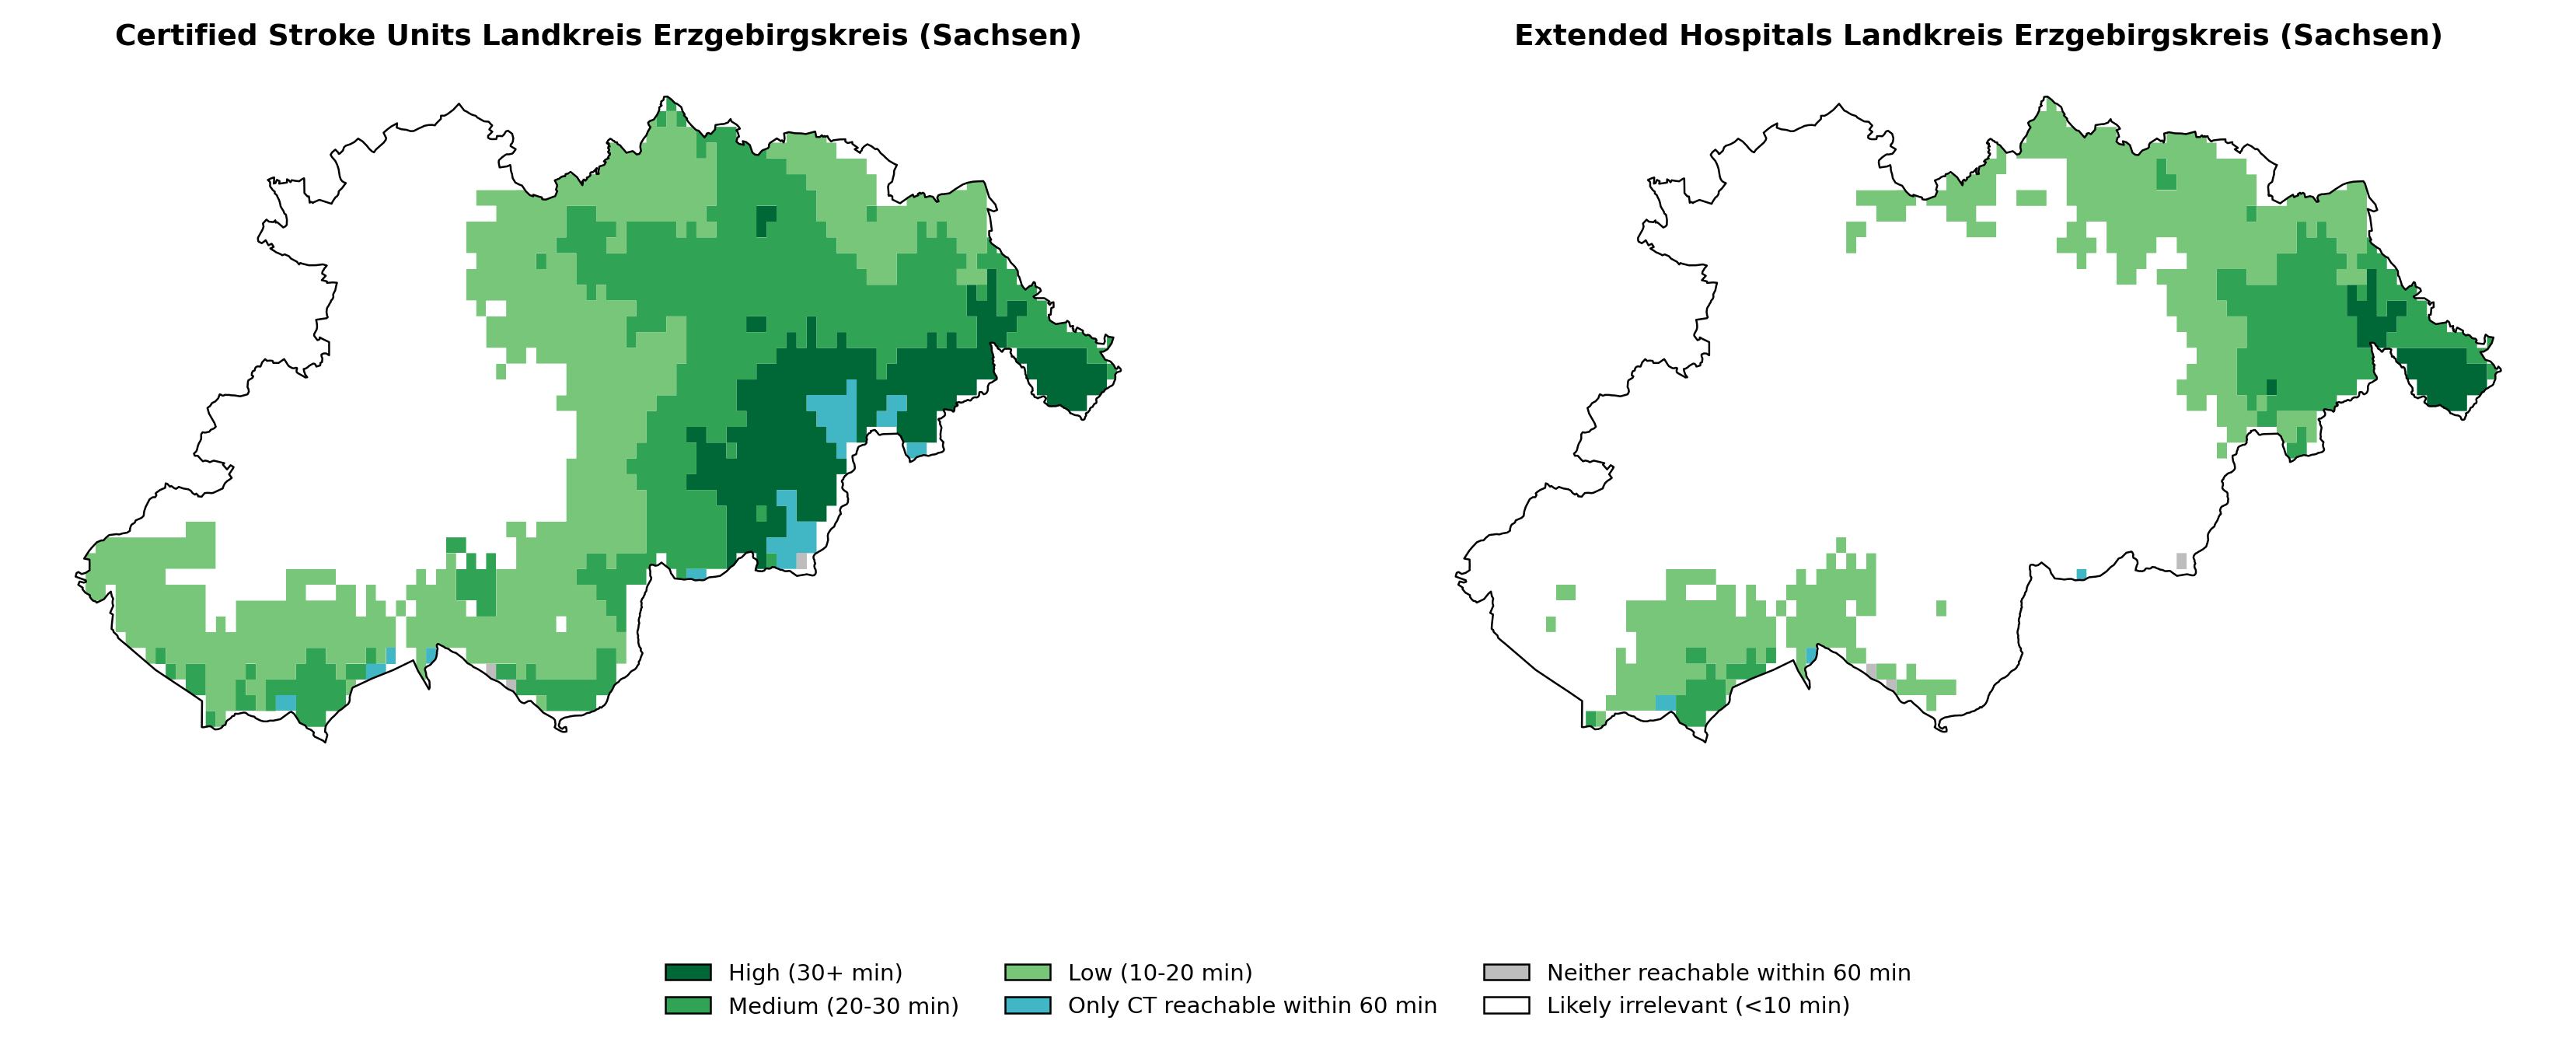 Certified Stroke Units Landkreis Erzgebirgskreis (Sachsen)
Extended Hospitals Landkreis Erzgebirgskreis (Sachsen)
High (30+ min)
Medium (20-30 min)
Low (10-20 min)
Only CT reachable within 60 min
Neither reachable within 60 min
Likely irrelevant (<10 min)